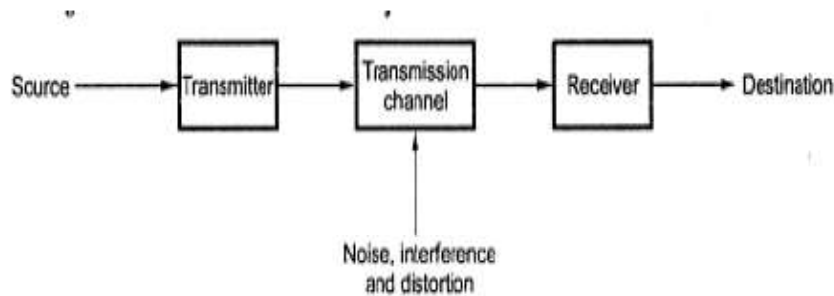 Source
Transmitter
Transmission
channel
Receiver
Destination
Noise, interference
and distortion